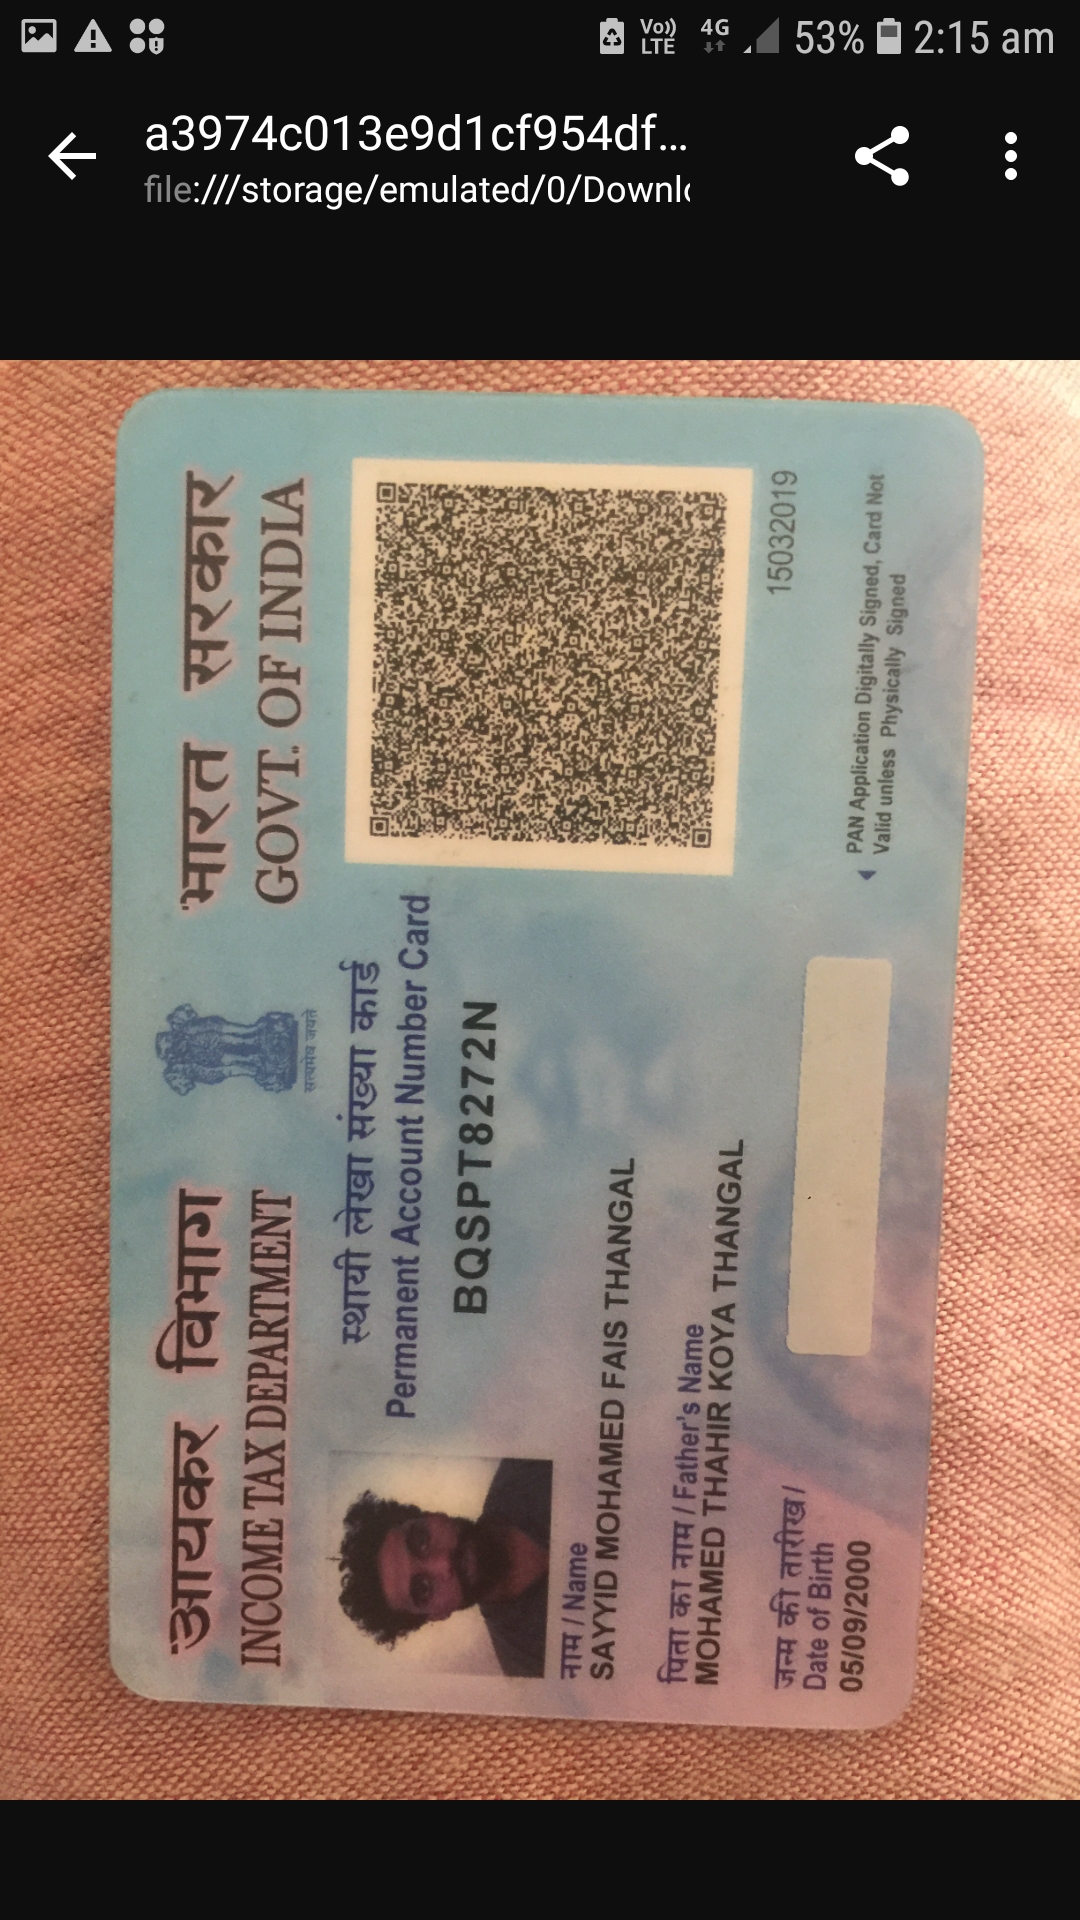 53% 2:15 am
Vo)) LTE 4G
a3974c013e9d1cf954df...
file:///storage/emulated/0/Downlo
आयकर विभाग
INCOME TAX DEPARTMENT
सत्यमेव जयते
भारत सरकार
GOVT. OF INDIA
स्थायी लेखा संख्या कार्ड
Permanent Account Number Card
BQSPT8272N
नाम / Name
SAYYID MOHAMED FAIS THANGAL
पिता का नाम / Father's Name
MOHAMED THAHIR KOYA THANGAL
जन्म की तारीख /
Date of Birth
05/09/2000
15032019
PAN Application Digitally Signed, Card Not
Valid unless Physically Signed